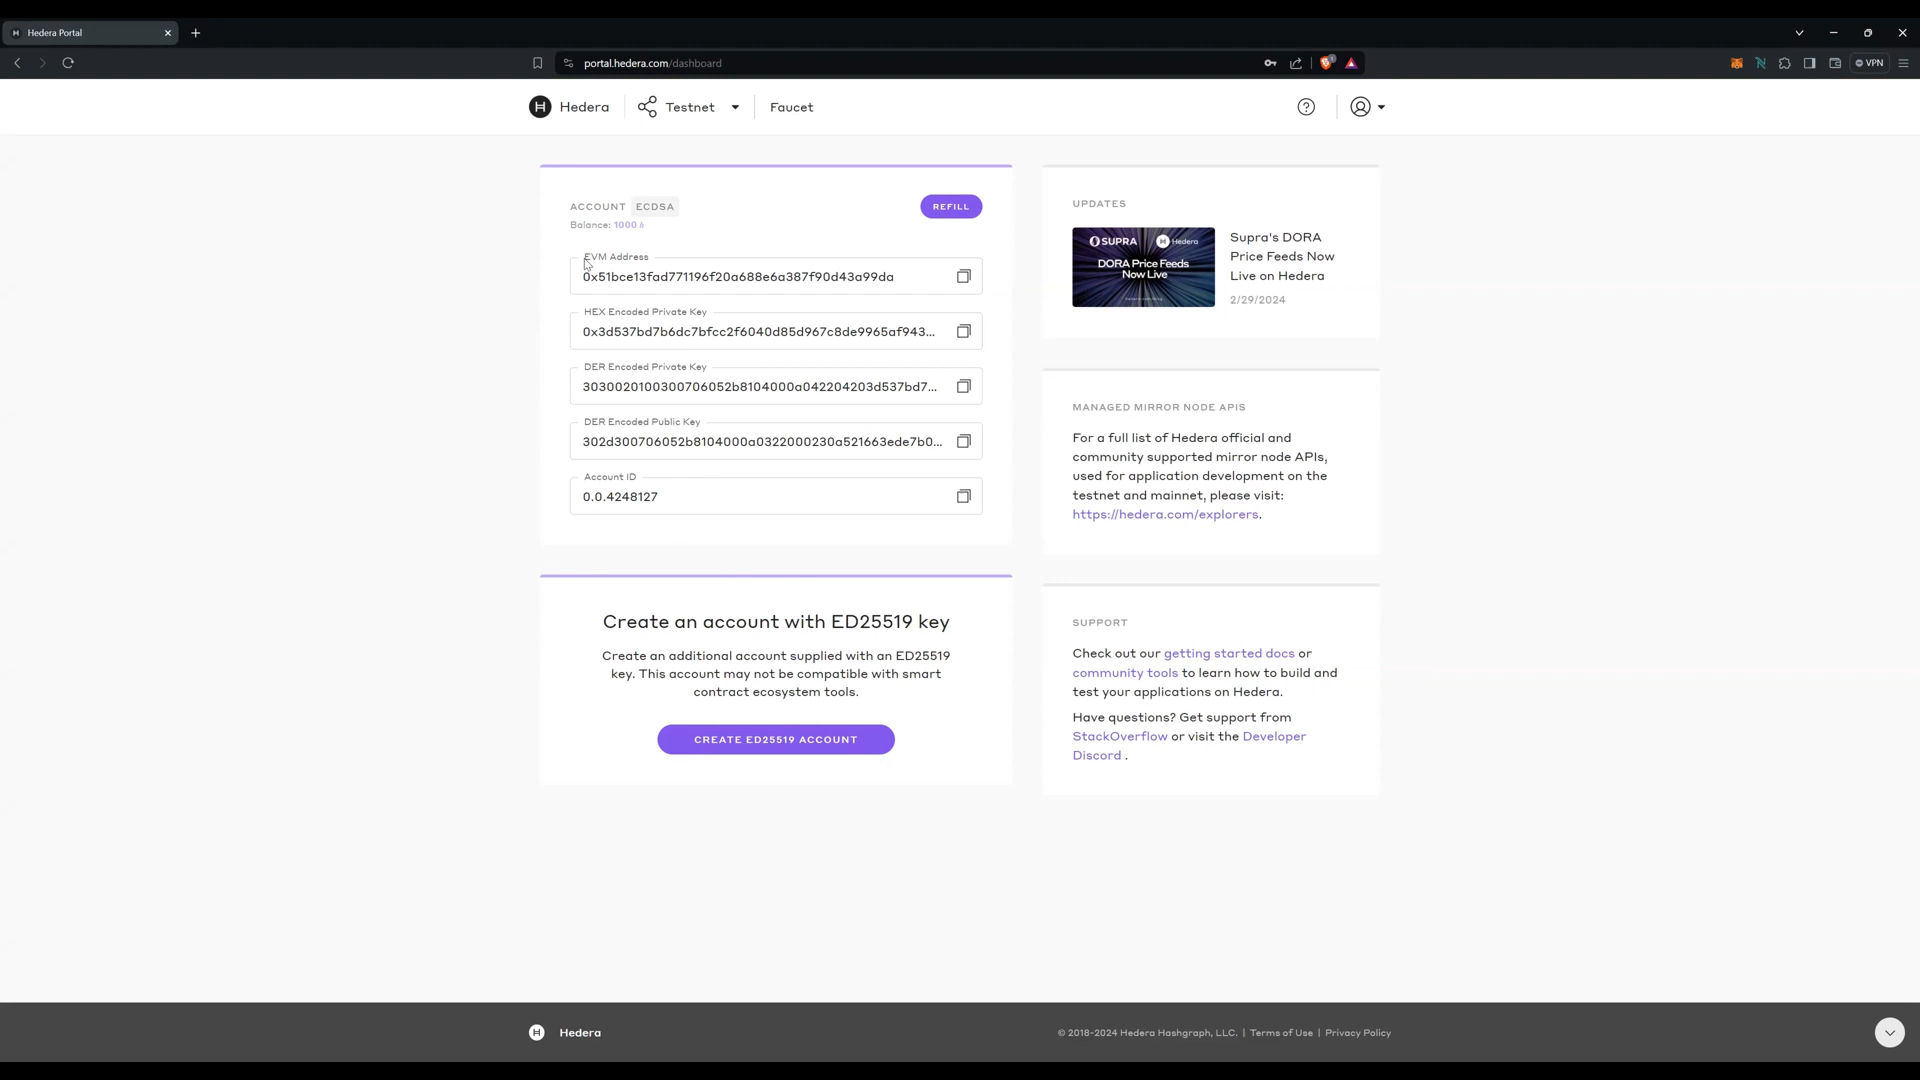 Hedera Portal
portal.hedera.com/dashboard
VPN
Hedera
Testnet
Faucet
ACCOUNT ECDSA
Balance: 1000 ℏ
REFILL
EVM Address
0x51bce13fad771196f20a688e6a387f90d43a99da
HEX Encoded Private Key
0x3d537bd7b6dc7bfcc2f6040d85d967c8de9965af943...
DER Encoded Private Key
3030020100300706052b8104000a042204203d537bd7...
DER Encoded Public Key
302d300706052b8104000a0322000230a521663ede7b0...
Account ID
0.0.4248127
Create an account with ED25519 key
Create an additional account supplied with an ED25519
key. This account may not be compatible with smart
contract ecosystem tools.
CREATE ED25519 ACCOUNT
UPDATES
SUPRA
Hedera
DORA Price Feeds
Now Live
Supra's DORA
Price Feeds Now
Live on Hedera
2/29/2024
MANAGED MIRROR NODE APIS
For a full list of Hedera official and
community supported mirror node APIs,
used for application development on the
testnet and mainnet, please visit:
https://hedera.com/explorers.
SUPPORT
Check out our getting started docs or
community tools to learn how to build and
test your applications on Hedera.
Have questions? Get support from
StackOverflow or visit the Developer
Discord .
Hedera
© 2018-2024 Hedera Hashgraph, LLC. | Terms of Use | Privacy Policy